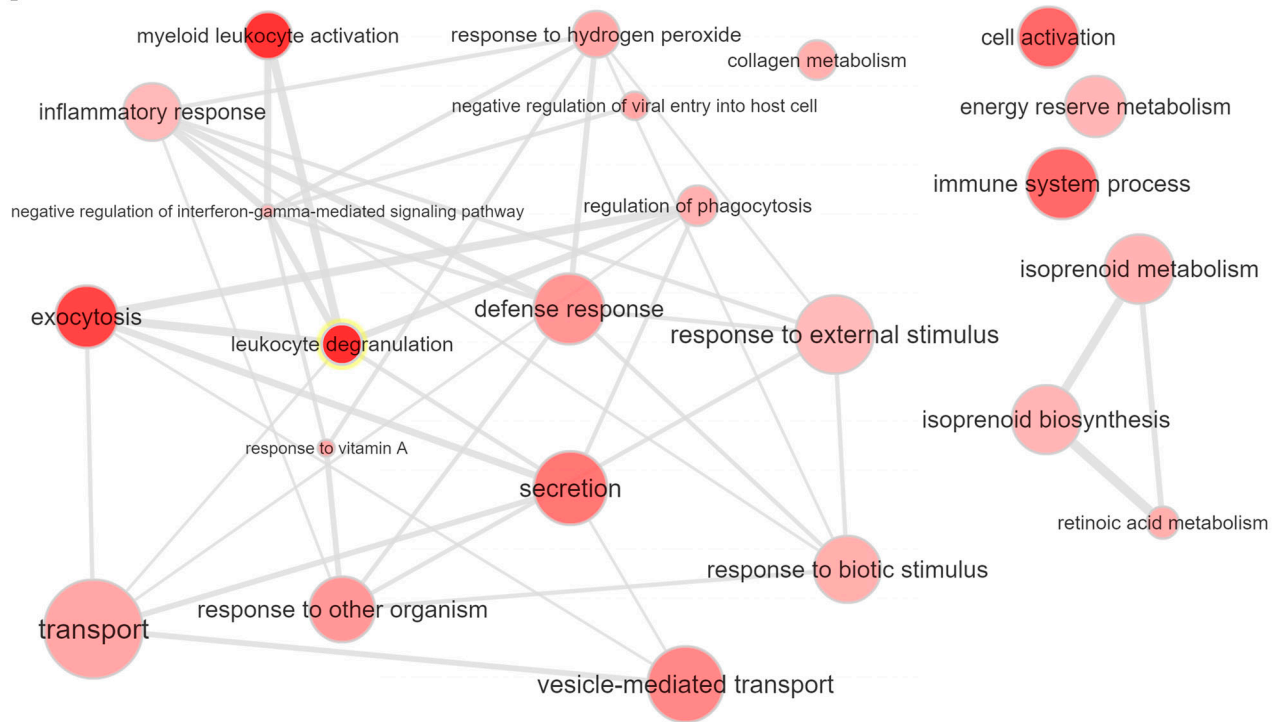 myeloid leukocyte activation
response to hydrogen peroxide
cell activation
collagen metabolism
inflammatory response
negative regulation of viral entry into host cell
energy reserve metabolism
immune system process
negative regulation of interferon-gamma-mediated signaling pathway
regulation of phagocytosis
isoprenoid metabolism
exocytosis
defense response
response to external stimulus
leukocyte degranulation
isoprenoid biosynthesis
response to vitamin A
secretion
retinoic acid metabolism
response to biotic stimulus
response to other organism
transport
vesicle-mediated transport